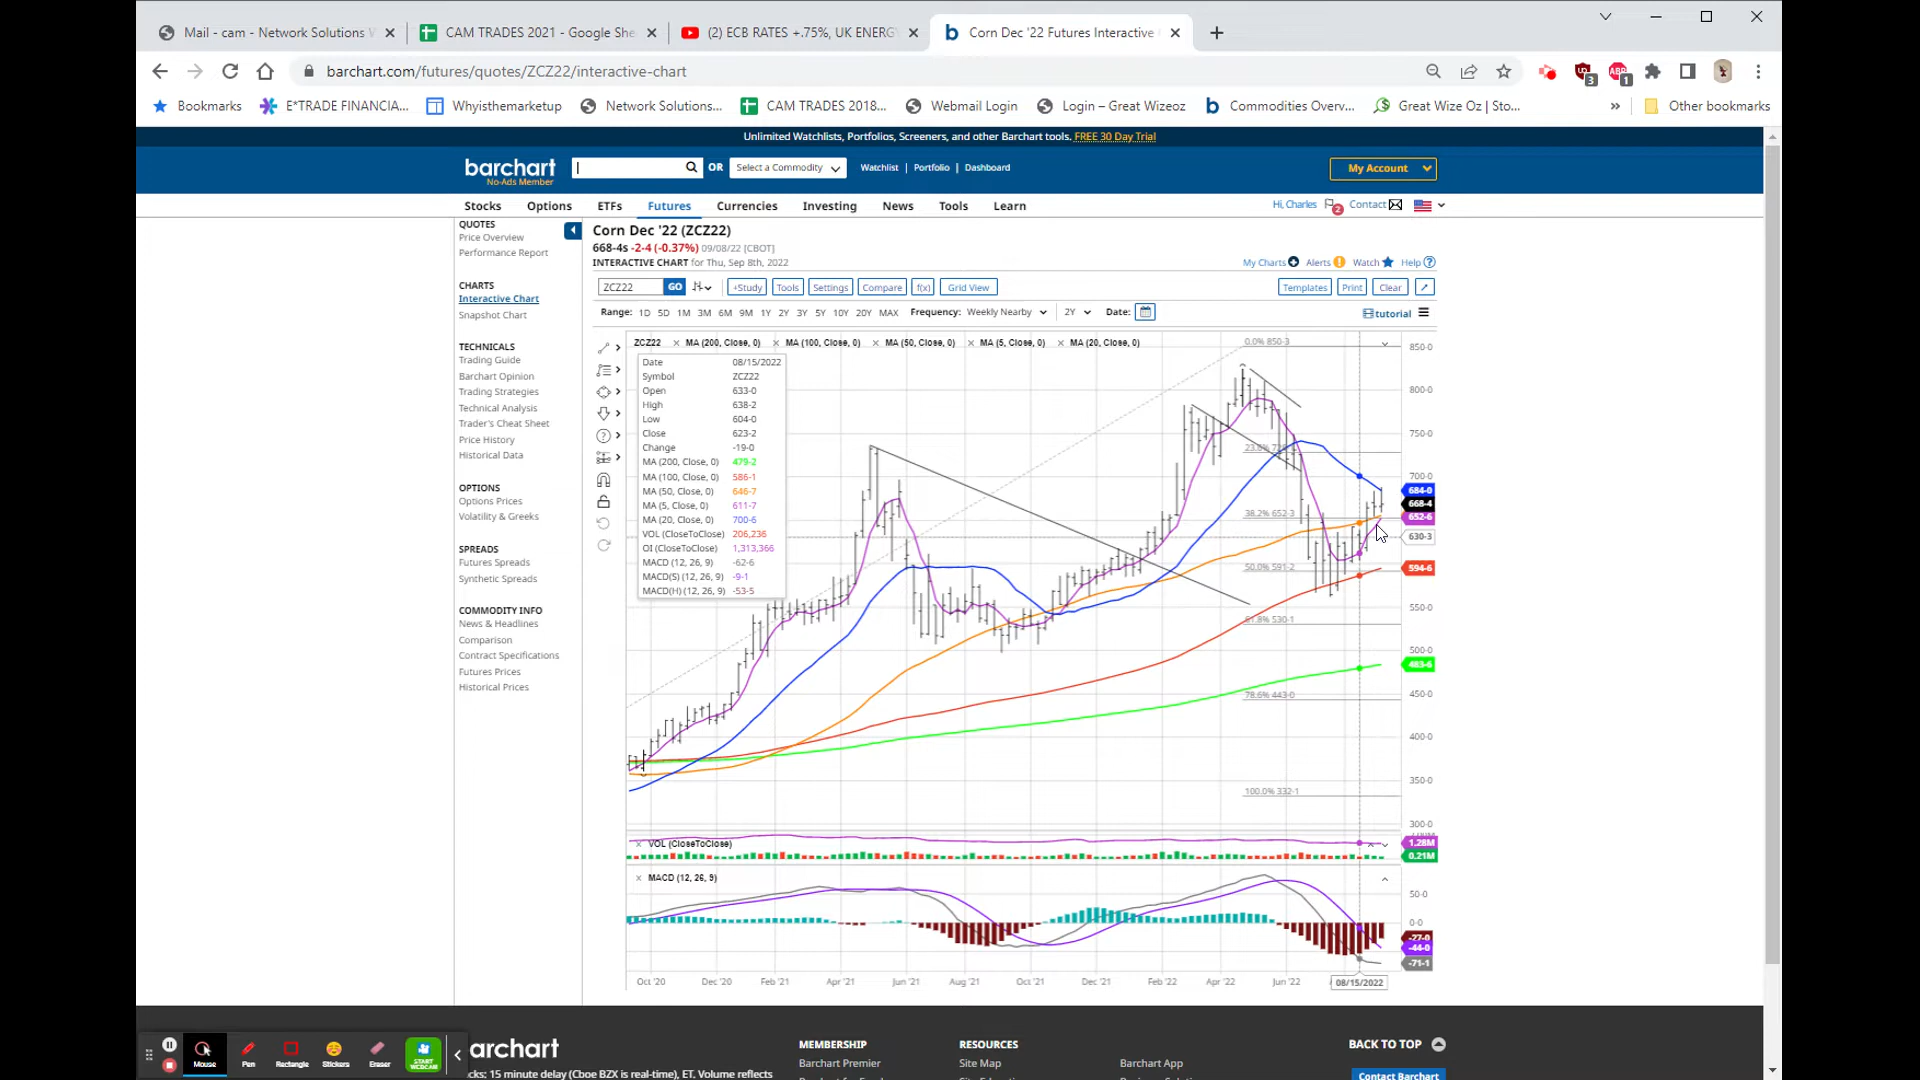 Mail - cam - Network Solutions W
CAM TRADES 2021 - Google She
(2) ECB RATES +.75%, UK ENERGY
Corn Dec '22 Futures Interactive
barchart.com/futures/quotes/ZCZ22/interactive-chart
Bookmarks
E*TRADE FINANCIA...
Whyisthemarketup
Network Solutions...
CAM TRADES 2018...
Webmail Login
Login – Great Wizeoz
Commodities Overv...
Great Wize Oz | Sto...
» Other bookmarks
Unlimited Watchlists, Portfolios, Screeners, and other Barchart tools. FREE 30 Day Trial
barchart
No-Ads Member
OR
Select a Commodity
Watchlist | Portfolio | Dashboard
My Account
Stocks Options ETFs Futures Currencies Investing News Tools Learn
Hi, Charles 2 Contact
QUOTES
Price Overview
Performance Report
CHARTS
Interactive Chart
Snapshot Chart
TECHNICALS
Trading Guide
Barchart Opinion
Trading Strategies
Technical Analysis
Trader's Cheat Sheet
Price History
Historical Data
OPTIONS
Options Prices
Volatility & Greeks
SPREADS
Futures Spreads
Synthetic Spreads
COMMODITY INFO
News & Headlines
Comparison
Contract Specifications
Futures Prices
Historical Prices
Corn Dec '22 (ZCZ22)
668-4s -2-4 (-0.37%) 09/08/22 [CBOT]
INTERACTIVE CHART for Thu, Sep 8th, 2022
My Charts Alerts Watch Help
ZCZ22 GO +Study Tools Settings Compare f(x) Grid View Templates Print Clear
Range: 1D 5D 1M 3M 6M 9M 1Y 2Y 3Y 5Y 10Y 20Y MAX Frequency: Weekly Nearby 2Y Date: tutorial
ZCZ22 × MA (200, Close, 0) × MA (100, Close, 0) × MA (50, Close, 0) × MA (5, Close, 0) × MA (20, Close, 0)
Date 08/15/2022
Symbol ZCZ22
Open 633-0
High 638-2
Low 604-0
Close 623-2
Change -19-0
MA (200, Close, 0) 479-2
MA (100, Close, 0) 586-1
MA (50, Close, 0) 646-7
MA (5, Close, 0) 611-7
MA (20, Close, 0) 700-6
VOL (CloseToClose) 206,236
OI (CloseToClose) 1,313,366
MACD (12, 26, 9) -62-6
MACD(S) (12, 26, 9) -9-1
MACD(H) (12, 26, 9) -53-5
0.0% 850-3
38.2% 652-3
50.0% 591-2
61.8% 530-1
78.6% 443-0
100.0% 332-1
850-0
800-0
750-0
700-0
684-0
668-4
652-6
630-3
594-6
550-0
500-0
483-6
450-0
400-0
350-0
300-0
× VOL (CloseToClose)
1.28M
0.21M
× MACD (12, 26, 9)
50-0
0-0
-27-0
-44-0
-71-1
Oct '20 Dec '20 Feb '21 Apr '21 Jun '21 Aug '21 Oct '21 Dec '21 Feb '22 Apr '22 Jun '22 08/15/2022
Mouse
Pen
Rectangle
Stickers
Eraser
START WEBCAM
archart
cks: 15 minute delay (Cboe BZX is real-time), ET. Volume reflects
MEMBERSHIP
Barchart Premier
RESOURCES
Site Map
Barchart App
BACK TO TOP
Contact Barchart